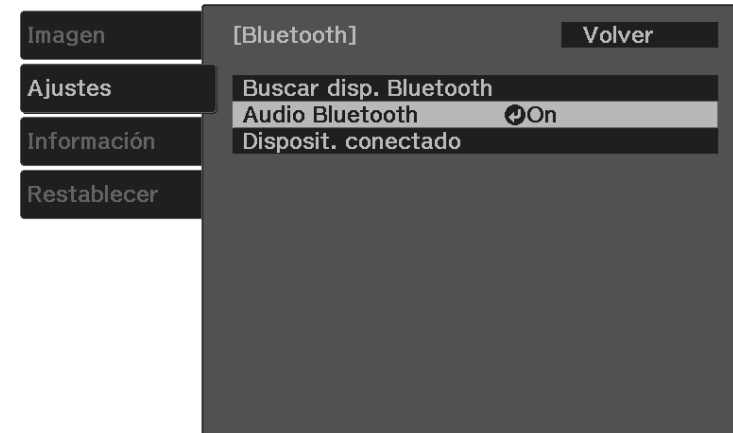 Imagen
Ajustes
Información
Restablecer
[Bluetooth]
Volver
Buscar disp. Bluetooth
Audio Bluetooth On
Disposit. conectado